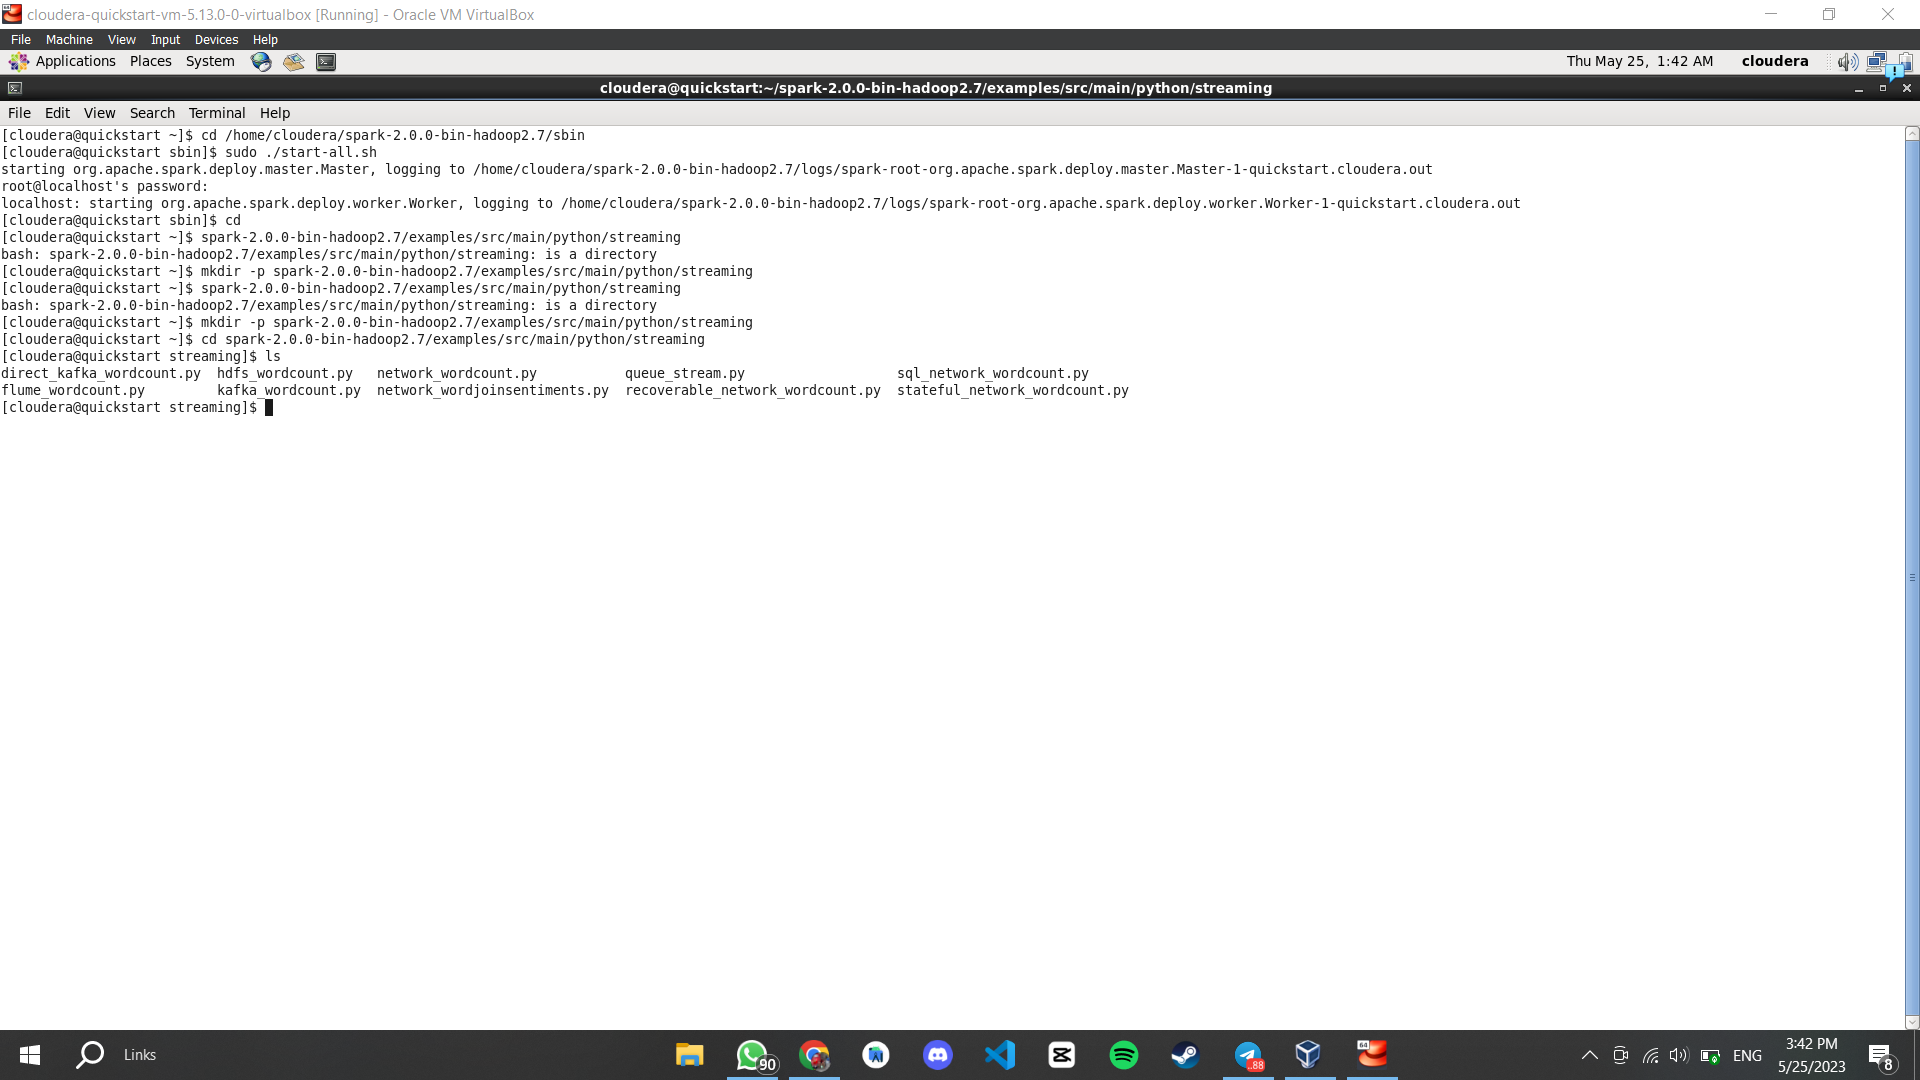 cloudera-quickstart-vm-5.13.0-0-virtualbox [Running] - Oracle VM VirtualBox
File Machine View Input Devices Help
Applications Places System Thu May 25, 1:42 AM cloudera
cloudera@quickstart:~/spark-2.0.0-bin-hadoop2.7/examples/src/main/python/streaming
File Edit View Search Terminal Help
[cloudera@quickstart ~]$ cd /home/cloudera/spark-2.0.0-bin-hadoop2.7/sbin
[cloudera@quickstart sbin]$ sudo ./start-all.sh
starting org.apache.spark.deploy.master.Master, logging to /home/cloudera/spark-2.0.0-bin-hadoop2.7/logs/spark-root-org.apache.spark.deploy.master.Master-1-quickstart.cloudera.out
root@localhost's password:
localhost: starting org.apache.spark.deploy.worker.Worker, logging to /home/cloudera/spark-2.0.0-bin-hadoop2.7/logs/spark-root-org.apache.spark.deploy.worker.Worker-1-quickstart.cloudera.out
[cloudera@quickstart sbin]$ cd
[cloudera@quickstart ~]$ spark-2.0.0-bin-hadoop2.7/examples/src/main/python/streaming
bash: spark-2.0.0-bin-hadoop2.7/examples/src/main/python/streaming: is a directory
[cloudera@quickstart ~]$ mkdir -p spark-2.0.0-bin-hadoop2.7/examples/src/main/python/streaming
[cloudera@quickstart ~]$ spark-2.0.0-bin-hadoop2.7/examples/src/main/python/streaming
bash: spark-2.0.0-bin-hadoop2.7/examples/src/main/python/streaming: is a directory
[cloudera@quickstart ~]$ mkdir -p spark-2.0.0-bin-hadoop2.7/examples/src/main/python/streaming
[cloudera@quickstart ~]$ cd spark-2.0.0-bin-hadoop2.7/examples/src/main/python/streaming
[cloudera@quickstart streaming]$ ls
direct_kafka_wordcount.py hdfs_wordcount.py network_wordcount.py queue_stream.py sql_network_wordcount.py
flume_wordcount.py kafka_wordcount.py network_wordjoinsentiments.py recoverable_network_wordcount.py stateful_network_wordcount.py
[cloudera@quickstart streaming]$
Links 90 ..88 64 ENG 3:42 PM 8
5/25/2023